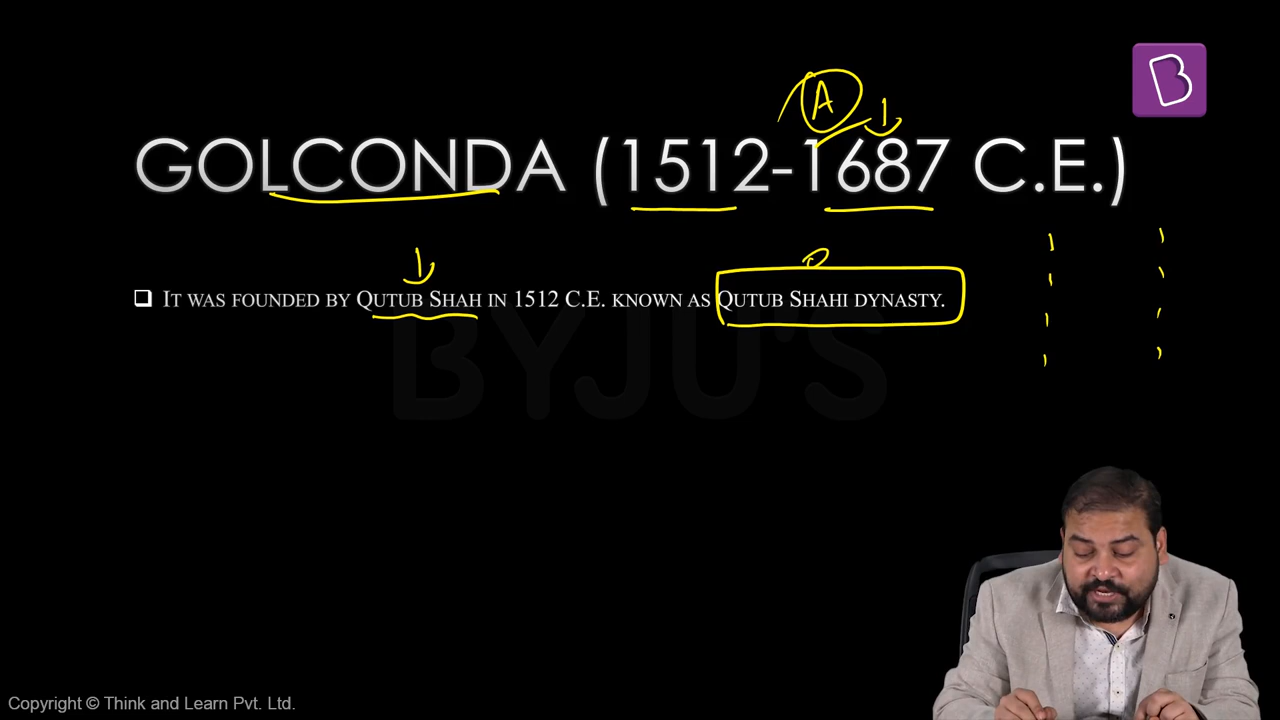 B
A
GOLCONDA (1512-1687 C.E.)
❑ IT WAS FOUNDED BY QUTUB SHAH IN 1512 C.E. KNOWN AS QUTUB SHAHI DYNASTY.
BYJU'S
Copyright © Think and Learn Pvt. Ltd.